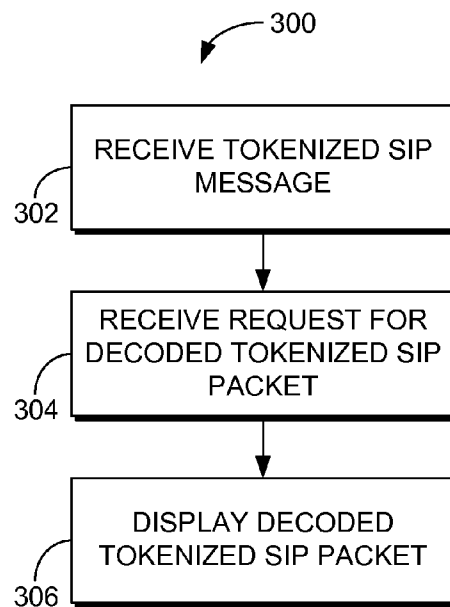 300
RECEIVE TOKENIZED SIP
MESSAGE
302
RECEIVE REQUEST FOR
DECODED TOKENIZED SIP
PACKET
304
DISPLAY DECODED
TOKENIZED SIP PACKET
306